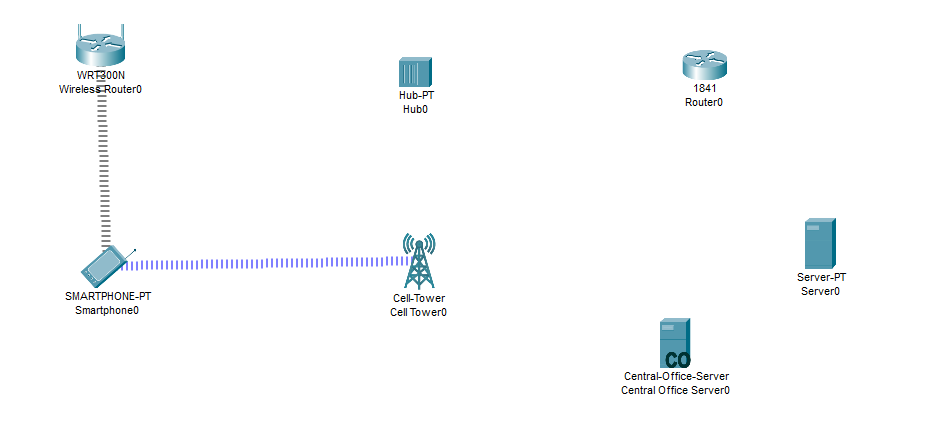 WRT300N
Wireless Router0
Hub-PT
Hub0
1841
Router0
SMARTPHONE-PT
Smartphone0
Cell-Tower
Cell Tower0
Server-PT
Server0
CO
Central-Office-Server
Central Office Server0